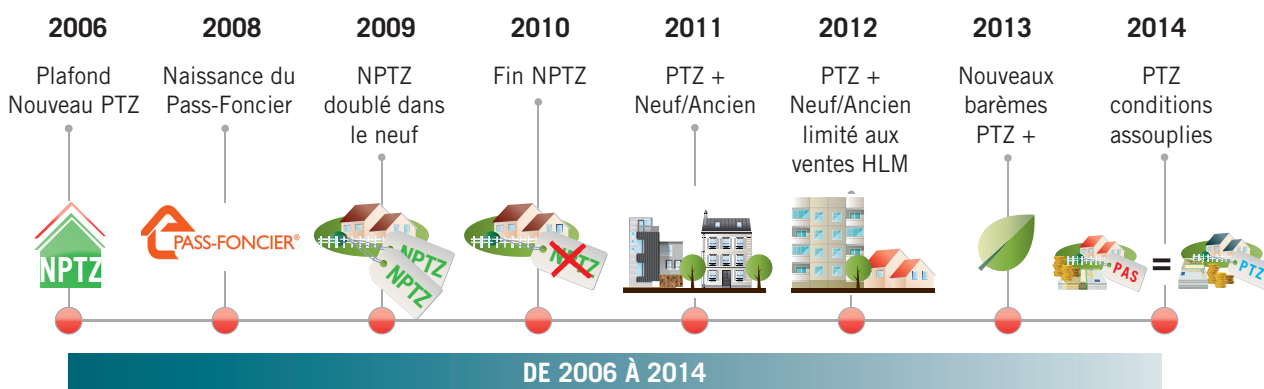 2006
Plafond
Nouveau PTZ
NPTZ
2008
Naissance du
Pass-Foncier
PASS-FONCIER®
2009
NPTZ
doublé dans
le neuf
NPTZ
NPTZ
2010
Fin NPTZ
NPTZ
2011
PTZ +
Neuf/Ancien
2012
PTZ +
Neuf/Ancien
limité aux
ventes HLM
2013
Nouveaux
barèmes
PTZ +
2014
PTZ
conditions
assouplies
PAS = PTZ
DE 2006 À 2014